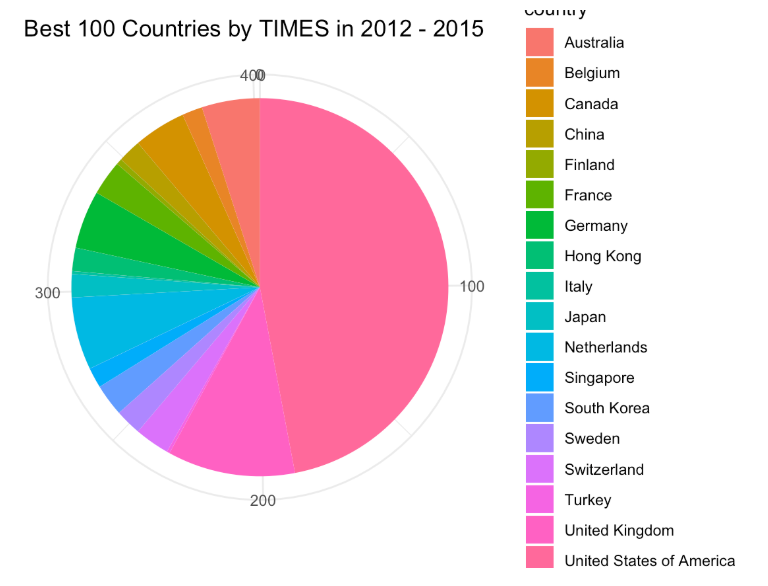 Best 100 Countries by TIMES in 2012 - 2015
country
Australia
Belgium
Canada
China
Finland
France
Germany
Hong Kong
Italy
Japan
Netherlands
Singapore
South Korea
Sweden
Switzerland
Turkey
United Kingdom
United States of America
400
0
100
200
300